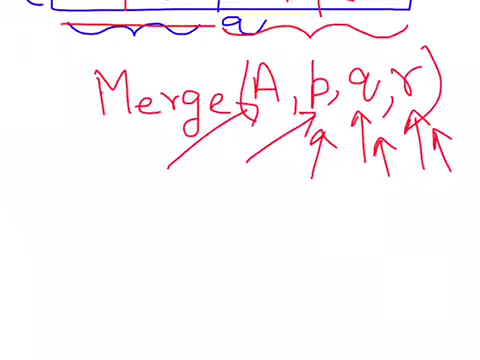 q
Merge(A, p, q, r)